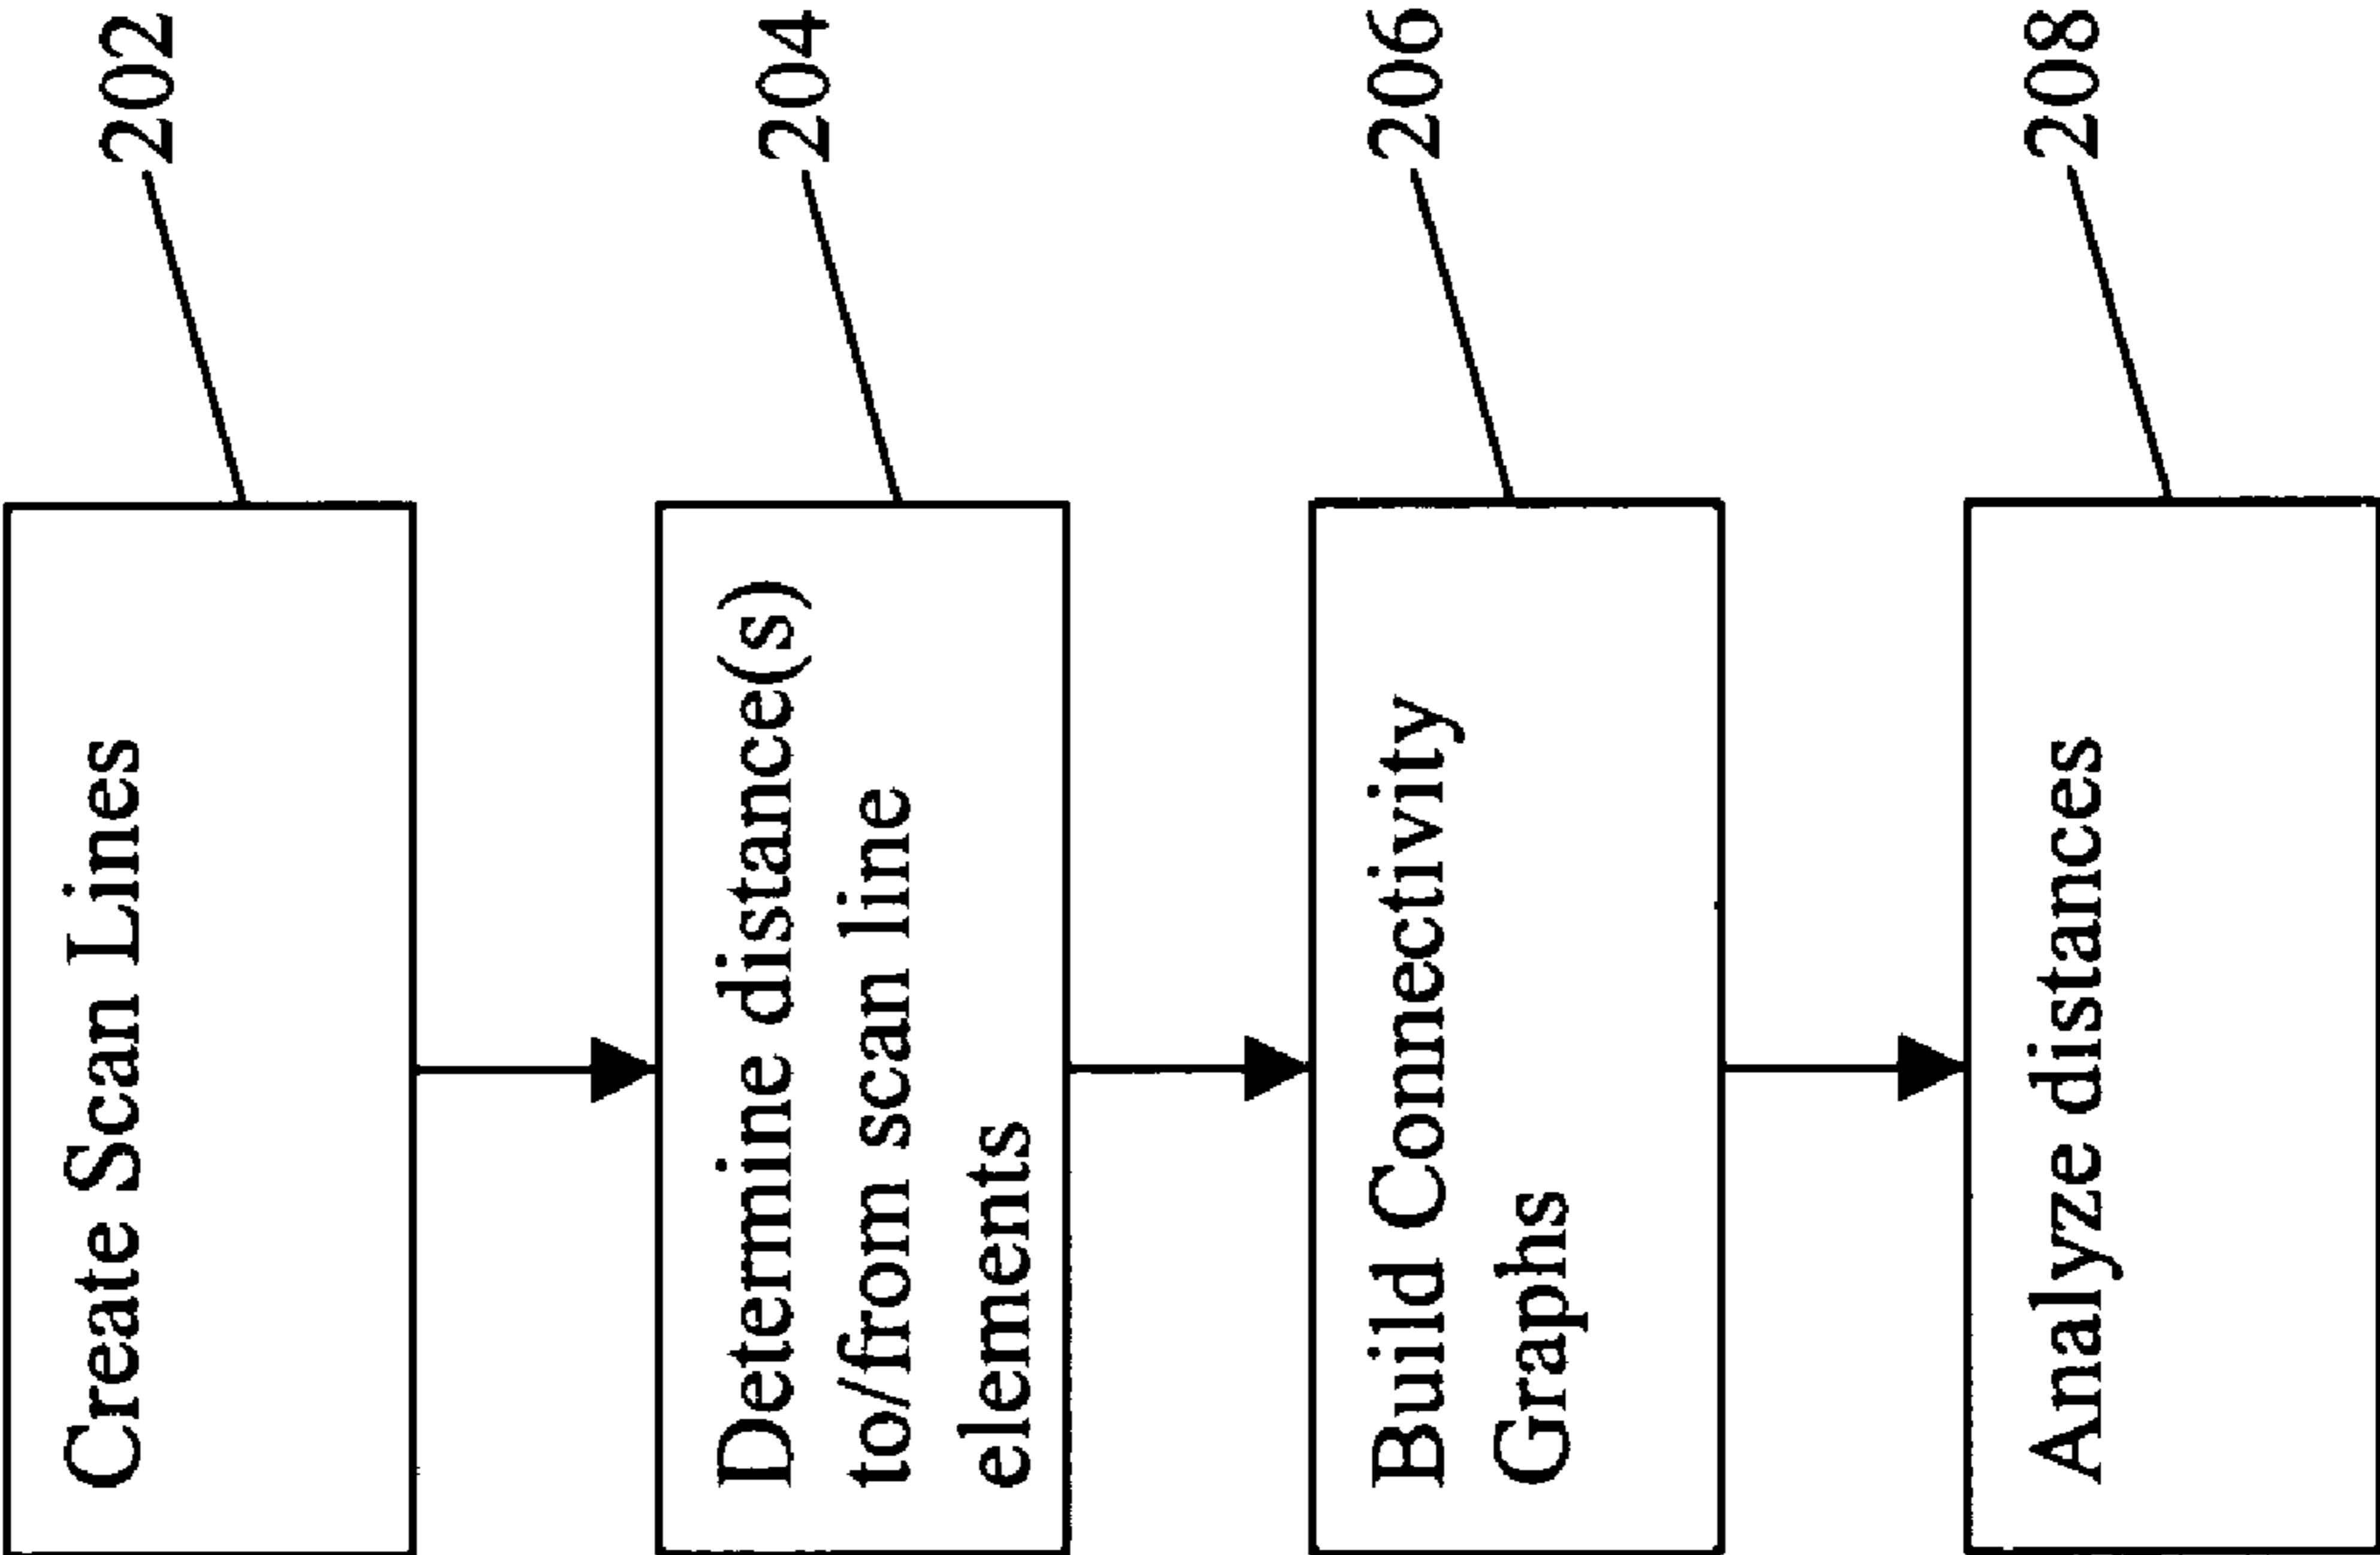 Create Scan Lines
202
Determine distance(s)
to/from scan line
elements
204
Build Connectivity
Graphs
206
Analyze distances
208